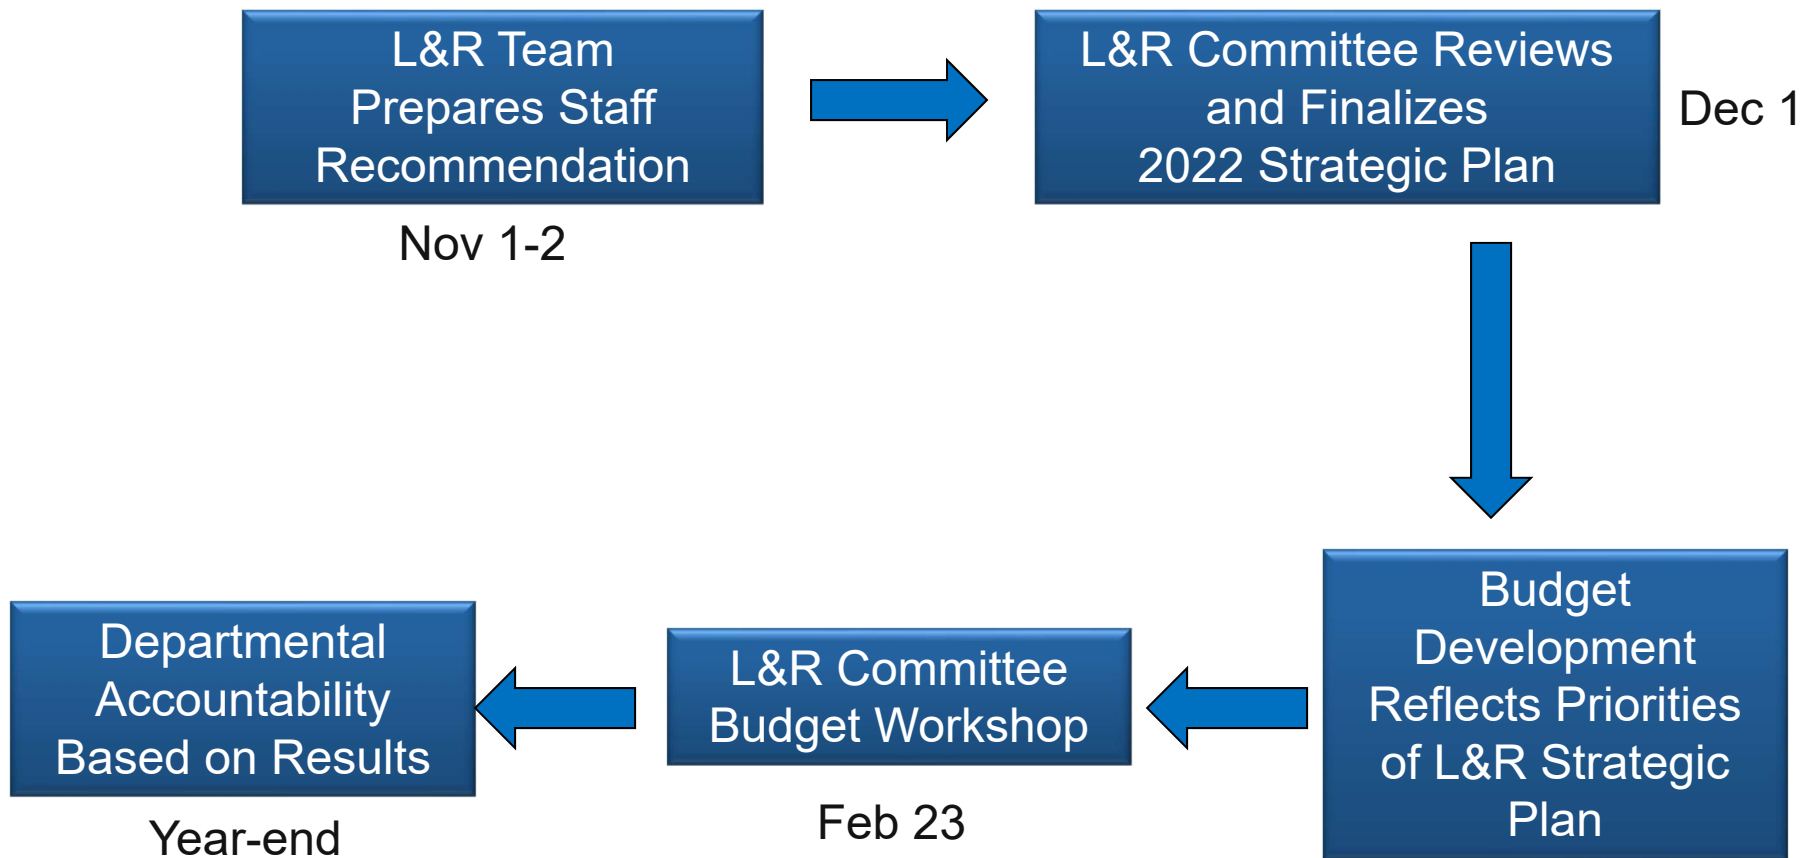 L&R Team
Prepares Staff
Recommendation
Nov 1-2
L&R Committee Reviews
and Finalizes
2022 Strategic Plan
Dec 1
Budget
Development
Reflects Priorities
of L&R Strategic
Plan
L&R Committee
Budget Workshop
Feb 23
Departmental
Accountability
Based on Results
Year-end